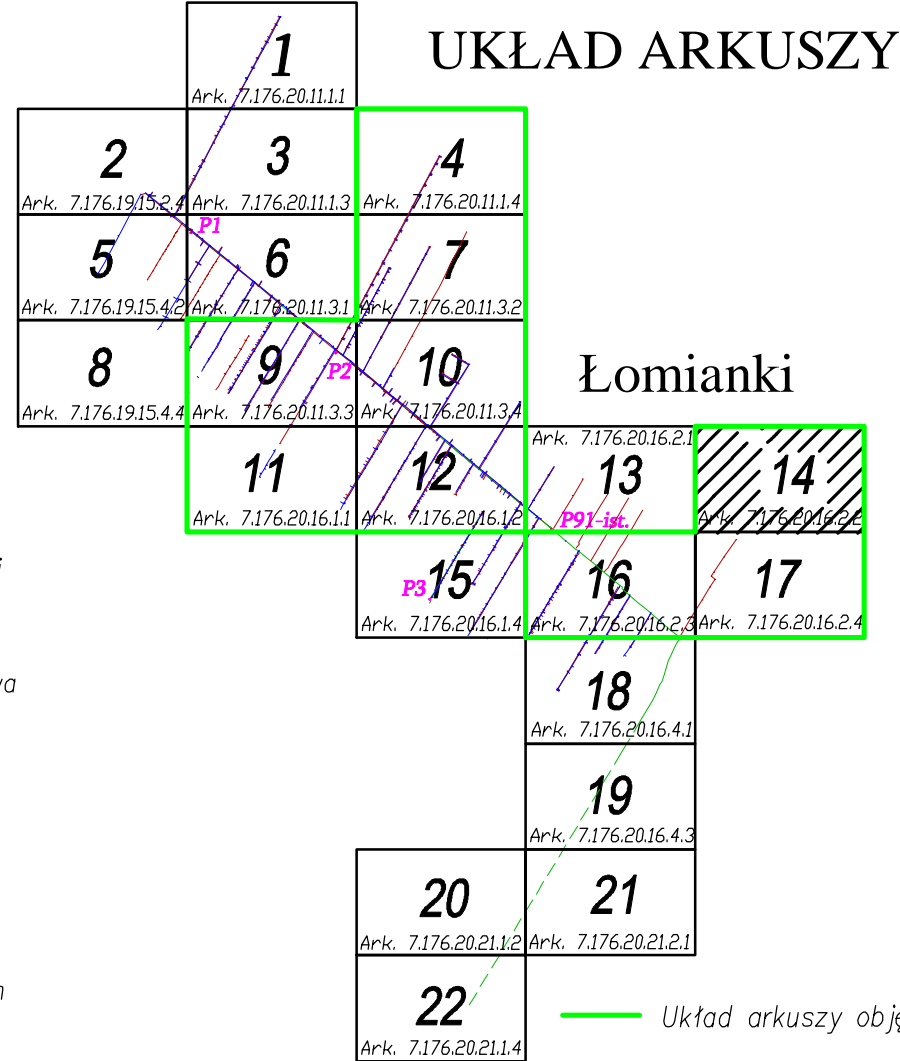 UKŁAD ARKUSZY
1
Ark. 7.176.20.11.1.1
2
Ark. 7.176.19.15.2.4
3
Ark. 7.176.20.11.1.3
4
Ark. 7.176.20.11.1.4
P1
5
Ark. 7.176.19.15.4.2
6
Ark. 7.176.20.11.3.1
7
Ark. 7.176.20.11.3.2
8
Ark. 7.176.19.15.4.4
9
Ark. 7.176.20.11.3.3
P2
10
Ark. 7.176.20.11.3.4
Łomianki
11
Ark. 7.176.20.16.1.1
12
Ark. 7.176.20.16.1.2
Ark. 7.176.20.16.2.1
13
14
Ark. 7.176.20.16.2.2
P91-ist.
P3
15
Ark. 7.176.20.16.1.4
16
Ark. 7.176.20.16.2.3
17
Ark. 7.176.20.16.2.4
18
Ark. 7.176.20.16.4.1
19
Ark. 7.176.20.16.4.3
20
Ark. 7.176.20.21.1.2
21
Ark. 7.176.20.21.2.1
22
Ark. 7.176.20.21.1.4
Układ arkuszy obję